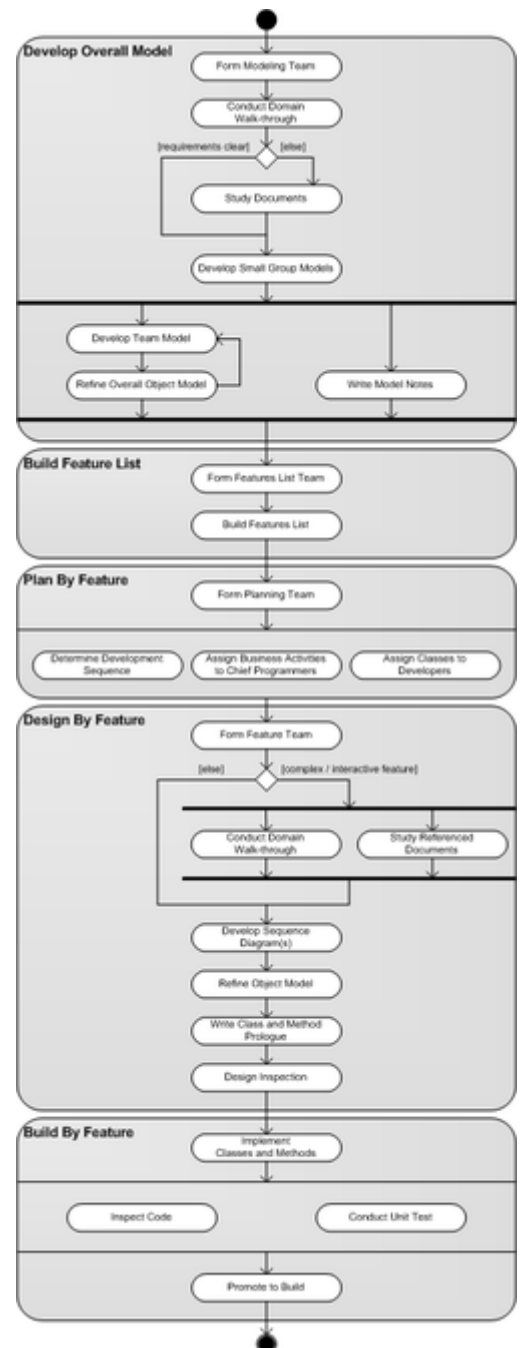 Develop Overall Model
Form Modeling Team
Conduct Domain
Walk-through
[requirements clear]
[else]
Study Documents
Develop Small Group Models
Develop Team Model
Refine Overall Object Model
Write Model Notes
Build Feature List
Form Features List Team
Build Features List
Plan By Feature
Form Planning Team
Determine Development
Sequence
Assign Business Activities
to Chief Programmers
Assign Classes to
Developers
Design By Feature
Form Feature Team
[else]
[complex / interactive feature]
Conduct Domain
Walk-through
Study Referenced
Documents
Develop Sequence
Diagram(s)
Refine Object Model
Write Class and Method
Prologue
Design Inspection
Build By Feature
Implement
Classes and Methods
Inspect Code
Conduct Unit Test
Promote to Build